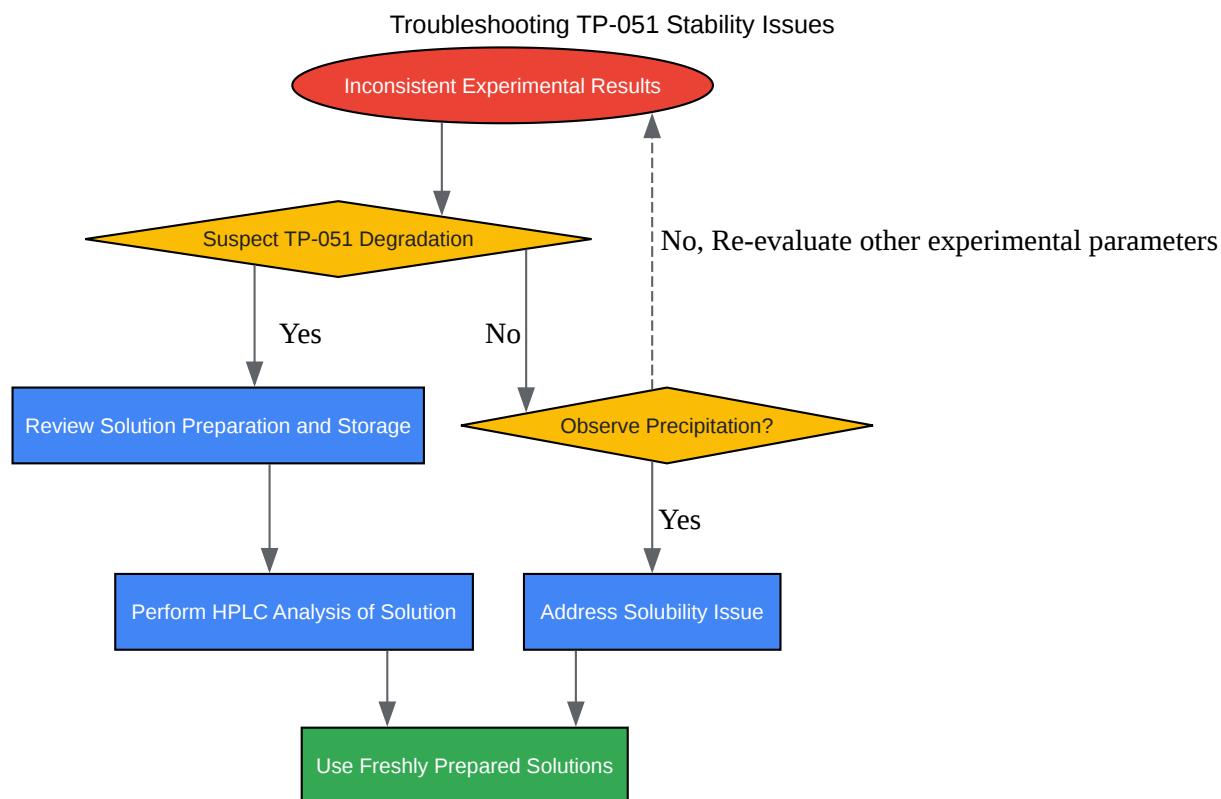 Troubleshooting TP-051 Stability Issues
Inconsistent Experimental Results
Suspect TP-051 Degradation
No, Re-evaluate other experimental parameters
Yes
No
Review Solution Preparation and Storage
Observe Precipitation?
Yes
Perform HPLC Analysis of Solution
Address Solubility Issue
Use Freshly Prepared Solutions